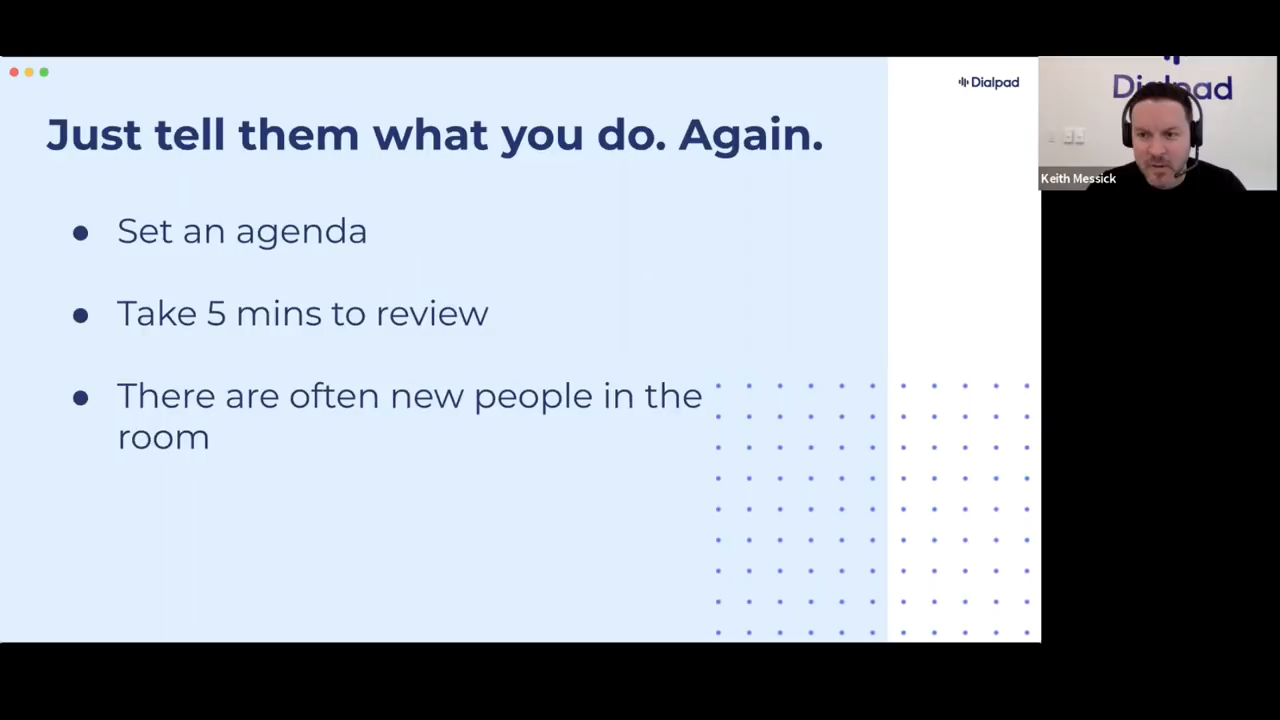 Dialpad
Just tell them what you do. Again.
● Set an agenda
● Take 5 mins to review
● There are often new people in the
room
Dialpad
Keith Messick